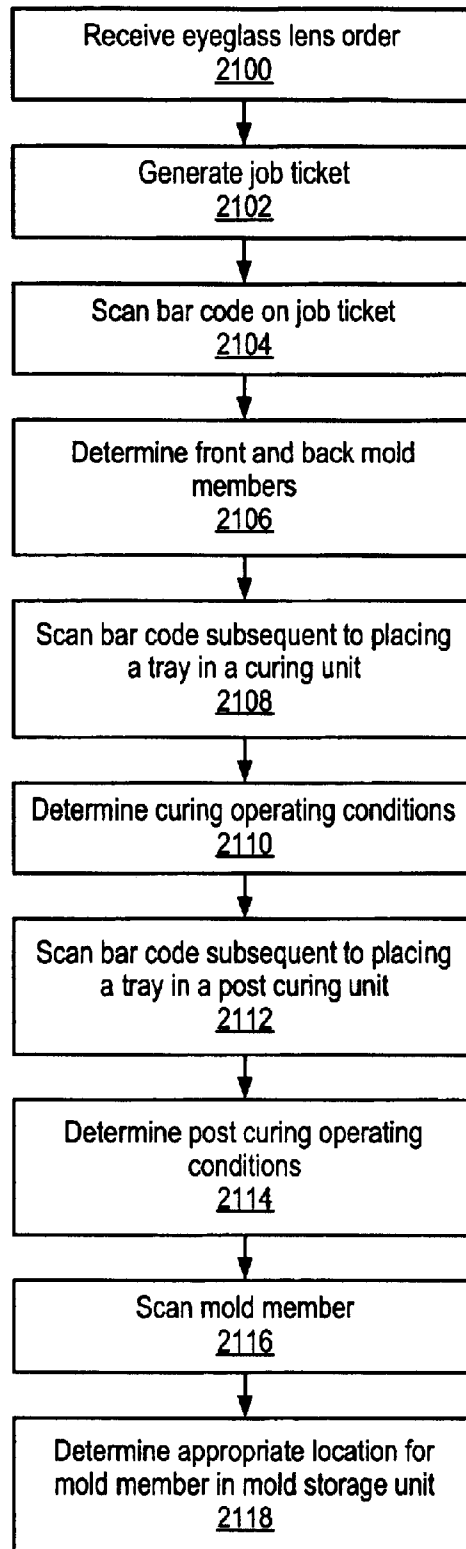 Receive eyeglass lens order
2100
Generate job ticket
2102
Scan bar code on job ticket
2104
Determine front and back mold
members
2106
Scan bar code subsequent to placing
a tray in a curing unit
2108
Determine curing operating conditions
2110
Scan bar code subsequent to placing
a tray in a post curing unit
2112
Determine post curing operating
conditions
2114
Scan mold member
2116
Determine appropriate location for
mold member in mold storage unit
2118